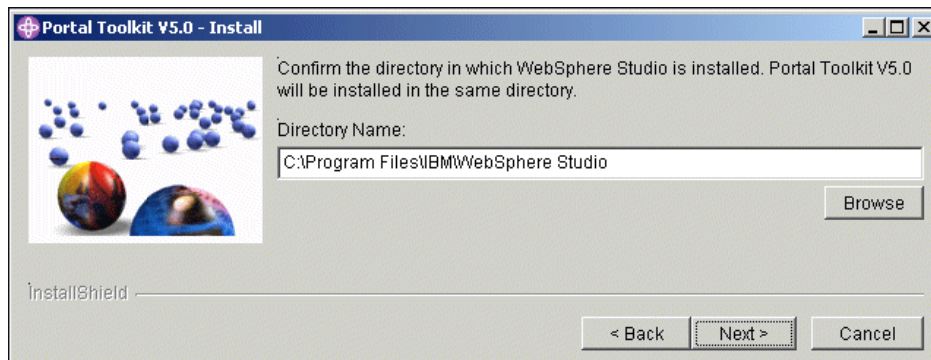 Portal Toolkit V5.0 - Install
Confirm the directory in which WebSphere Studio is installed. Portal Toolkit V5.0
will be installed in the same directory.
Directory Name:
C:\Program Files\IBM\WebSphere Studio
Browse
InstallShield
< Back
Next >
Cancel